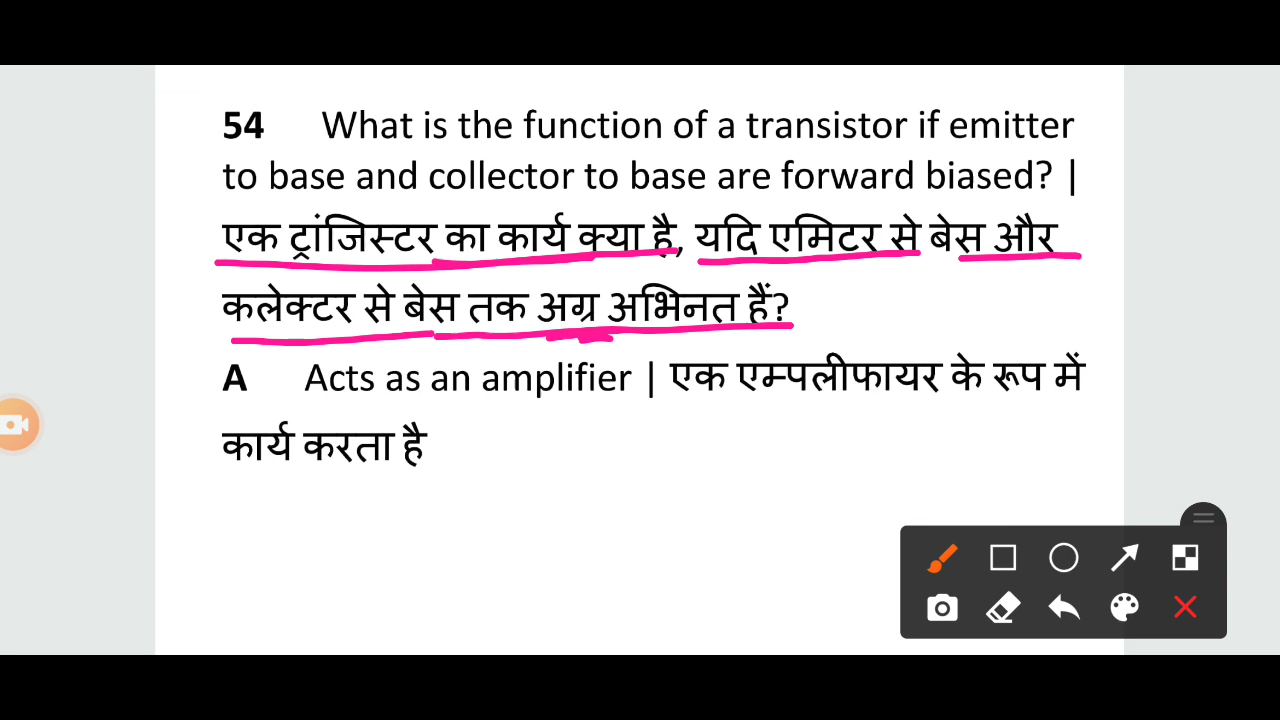 54 What is the function of a transistor if emitter
to base and collector to base are forward biased? |
एक ट्रांजिस्टर का कार्य क्या है, यदि एमिटर से बेस और
कलेक्टर से बेस तक अग्र अभिनत हैं?
A Acts as an amplifier | एक एम्पलीफायर के रूप में
कार्य करता है